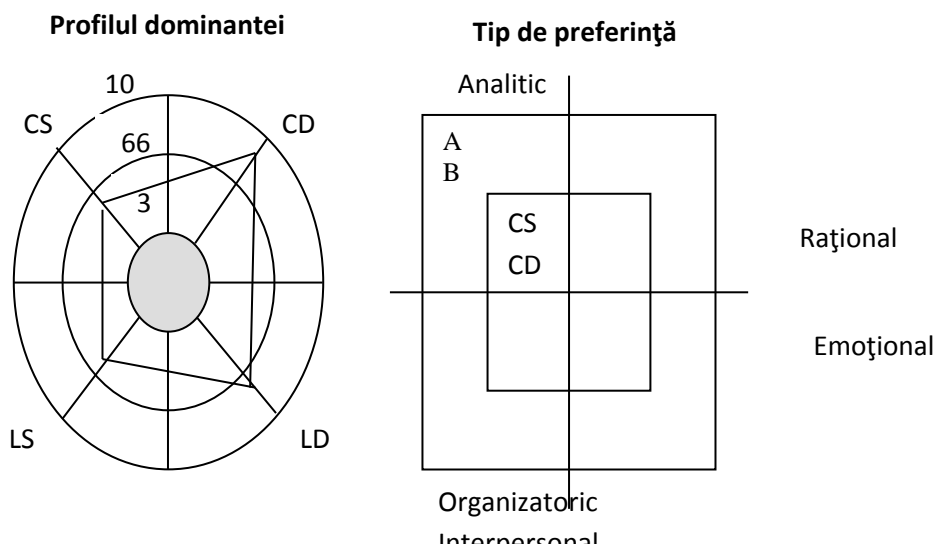 Profilul dominantei
Tip de preferinţă
10
Analitic
CS
CD
66
A
B
3
CS
CD
Raţional
Emoţional
LS
LD
Organizatoric
Interpersonal